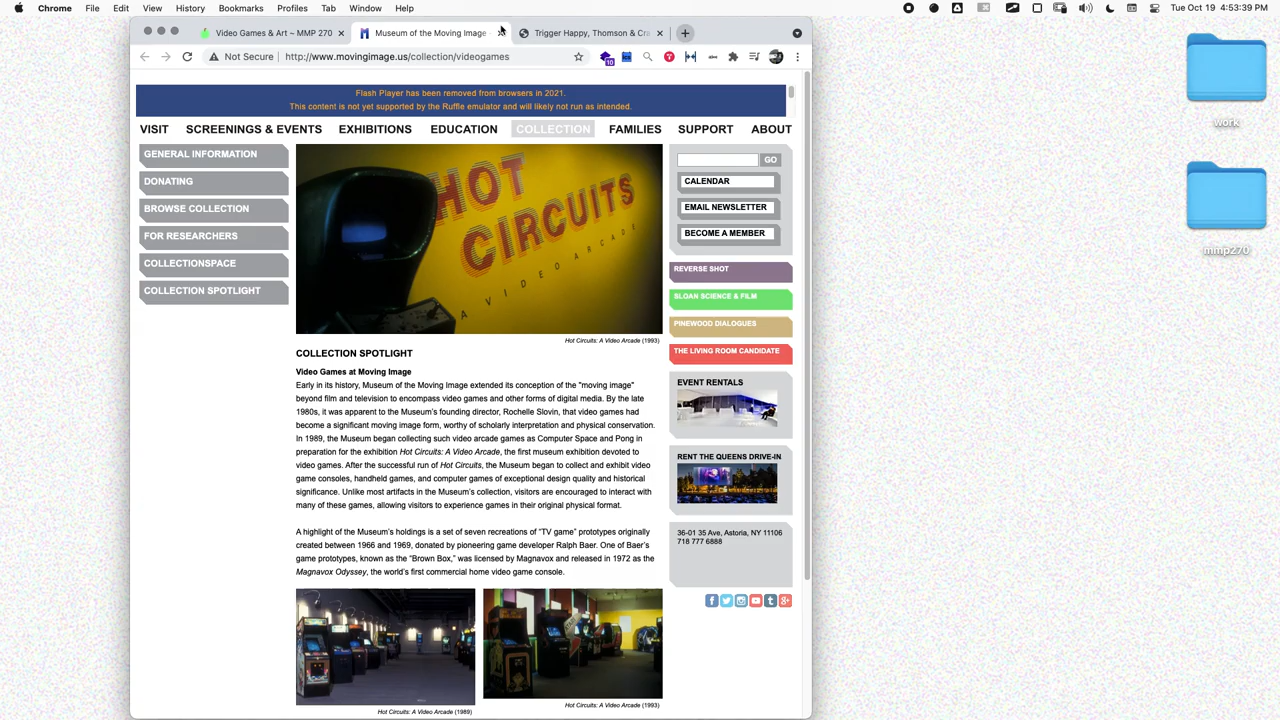 Chrome File Edit View History Bookmarks Profiles Tab Window Help Tue Oct 19 4:53:39 PM
Video Games & Art ~ MMP 270 Museum of the Moving Image Trigger Happy, Thomson & Cra
Not Secure http://www.movingimage.us/collection/videogames
10
Flash Player has been removed from browsers in 2021.
This content is not yet supported by the Ruffle emulator and will likely not run as intended.
VISIT SCREENINGS & EVENTS EXHIBITIONS EDUCATION COLLECTION FAMILIES SUPPORT ABOUT
GENERAL INFORMATION
DONATING
BROWSE COLLECTION
FOR RESEARCHERS
COLLECTIONSPACE
COLLECTION SPOTLIGHT
HOT
CIRCUITS
A VIDEO ARCADE
Hot Circuits: A Video Arcade (1993)
COLLECTION SPOTLIGHT
Video Games at Moving Image
Early in its history, Museum of the Moving Image extended its conception of the "moving image"
beyond film and television to encompass video games and other forms of digital media. By the late
1980s, it was apparent to the Museum's founding director, Rochelle Slovin, that video games had
become a significant moving image form, worthy of scholarly interpretation and physical conservation.
In 1989, the Museum began collecting such video arcade games as Computer Space and Pong in
preparation for the exhibition Hot Circuits: A Video Arcade, the first museum exhibition devoted to
video games. After the successful run of Hot Circuits, the Museum began to collect and exhibit video
game consoles, handheld games, and computer games of exceptional design quality and historical
significance. Unlike most artifacts in the Museum's collection, visitors are encouraged to interact with
many of these games, allowing visitors to experience games in their original physical format.
A highlight of the Museum's holdings is a set of seven recreations of "TV game" prototypes originally
created between 1966 and 1969, donated by pioneering game developer Ralph Baer. One of Baer's
game prototypes, known as the "Brown Box," was licensed by Magnavox and released in 1972 as the
Magnavox Odyssey, the world's first commercial home video game console.
Hot Circuits: A Video Arcade (1989)
Hot Circuits: A Video Arcade (1993)
GO
CALENDAR
EMAIL NEWSLETTER
BECOME A MEMBER
REVERSE SHOT
SLOAN SCIENCE & FILM
PINEWOOD DIALOGUES
THE LIVING ROOM CANDIDATE
EVENT RENTALS
RENT THE QUEENS DRIVE-IN
36-01 35 Ave, Astoria, NY 11106
718 777 6888
work
mmp270